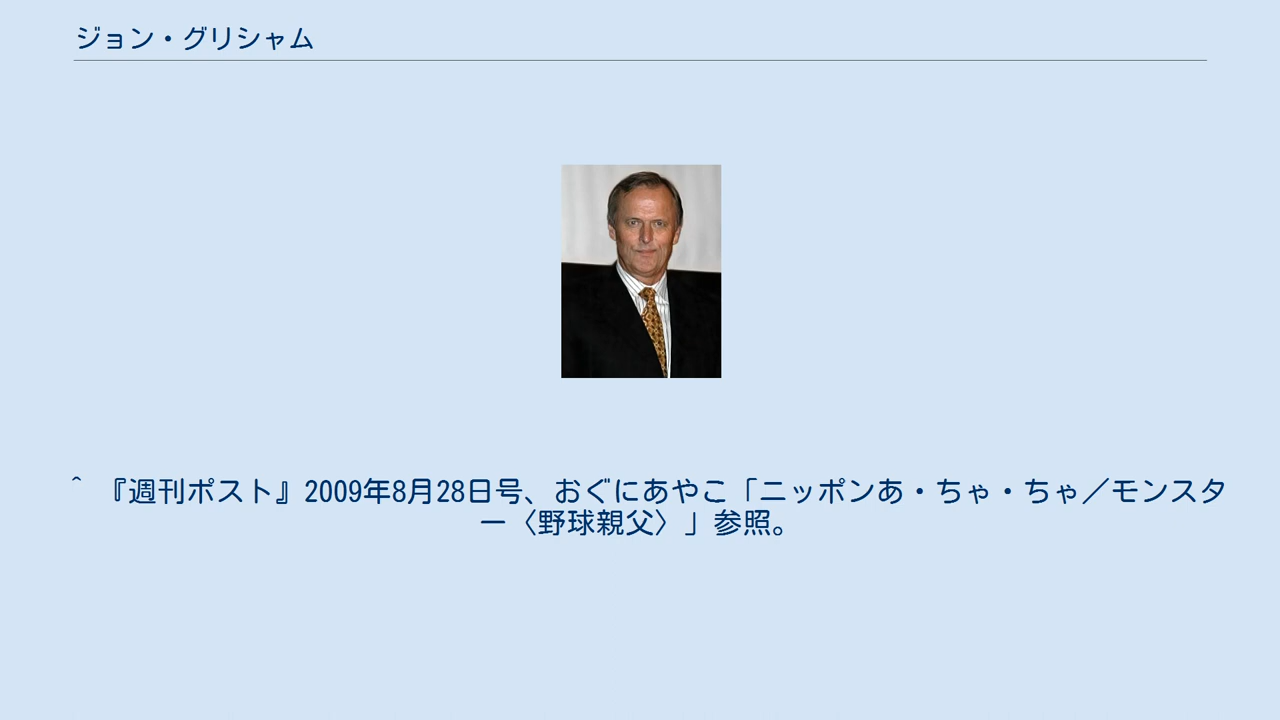 ジョン・グリシャム
^ 『週刊ポスト』2009年8月28日号、おぐにあやこ「ニッポンあ・ちゃ・ちゃ／モンスタ
ー〈野球親父〉」参照。